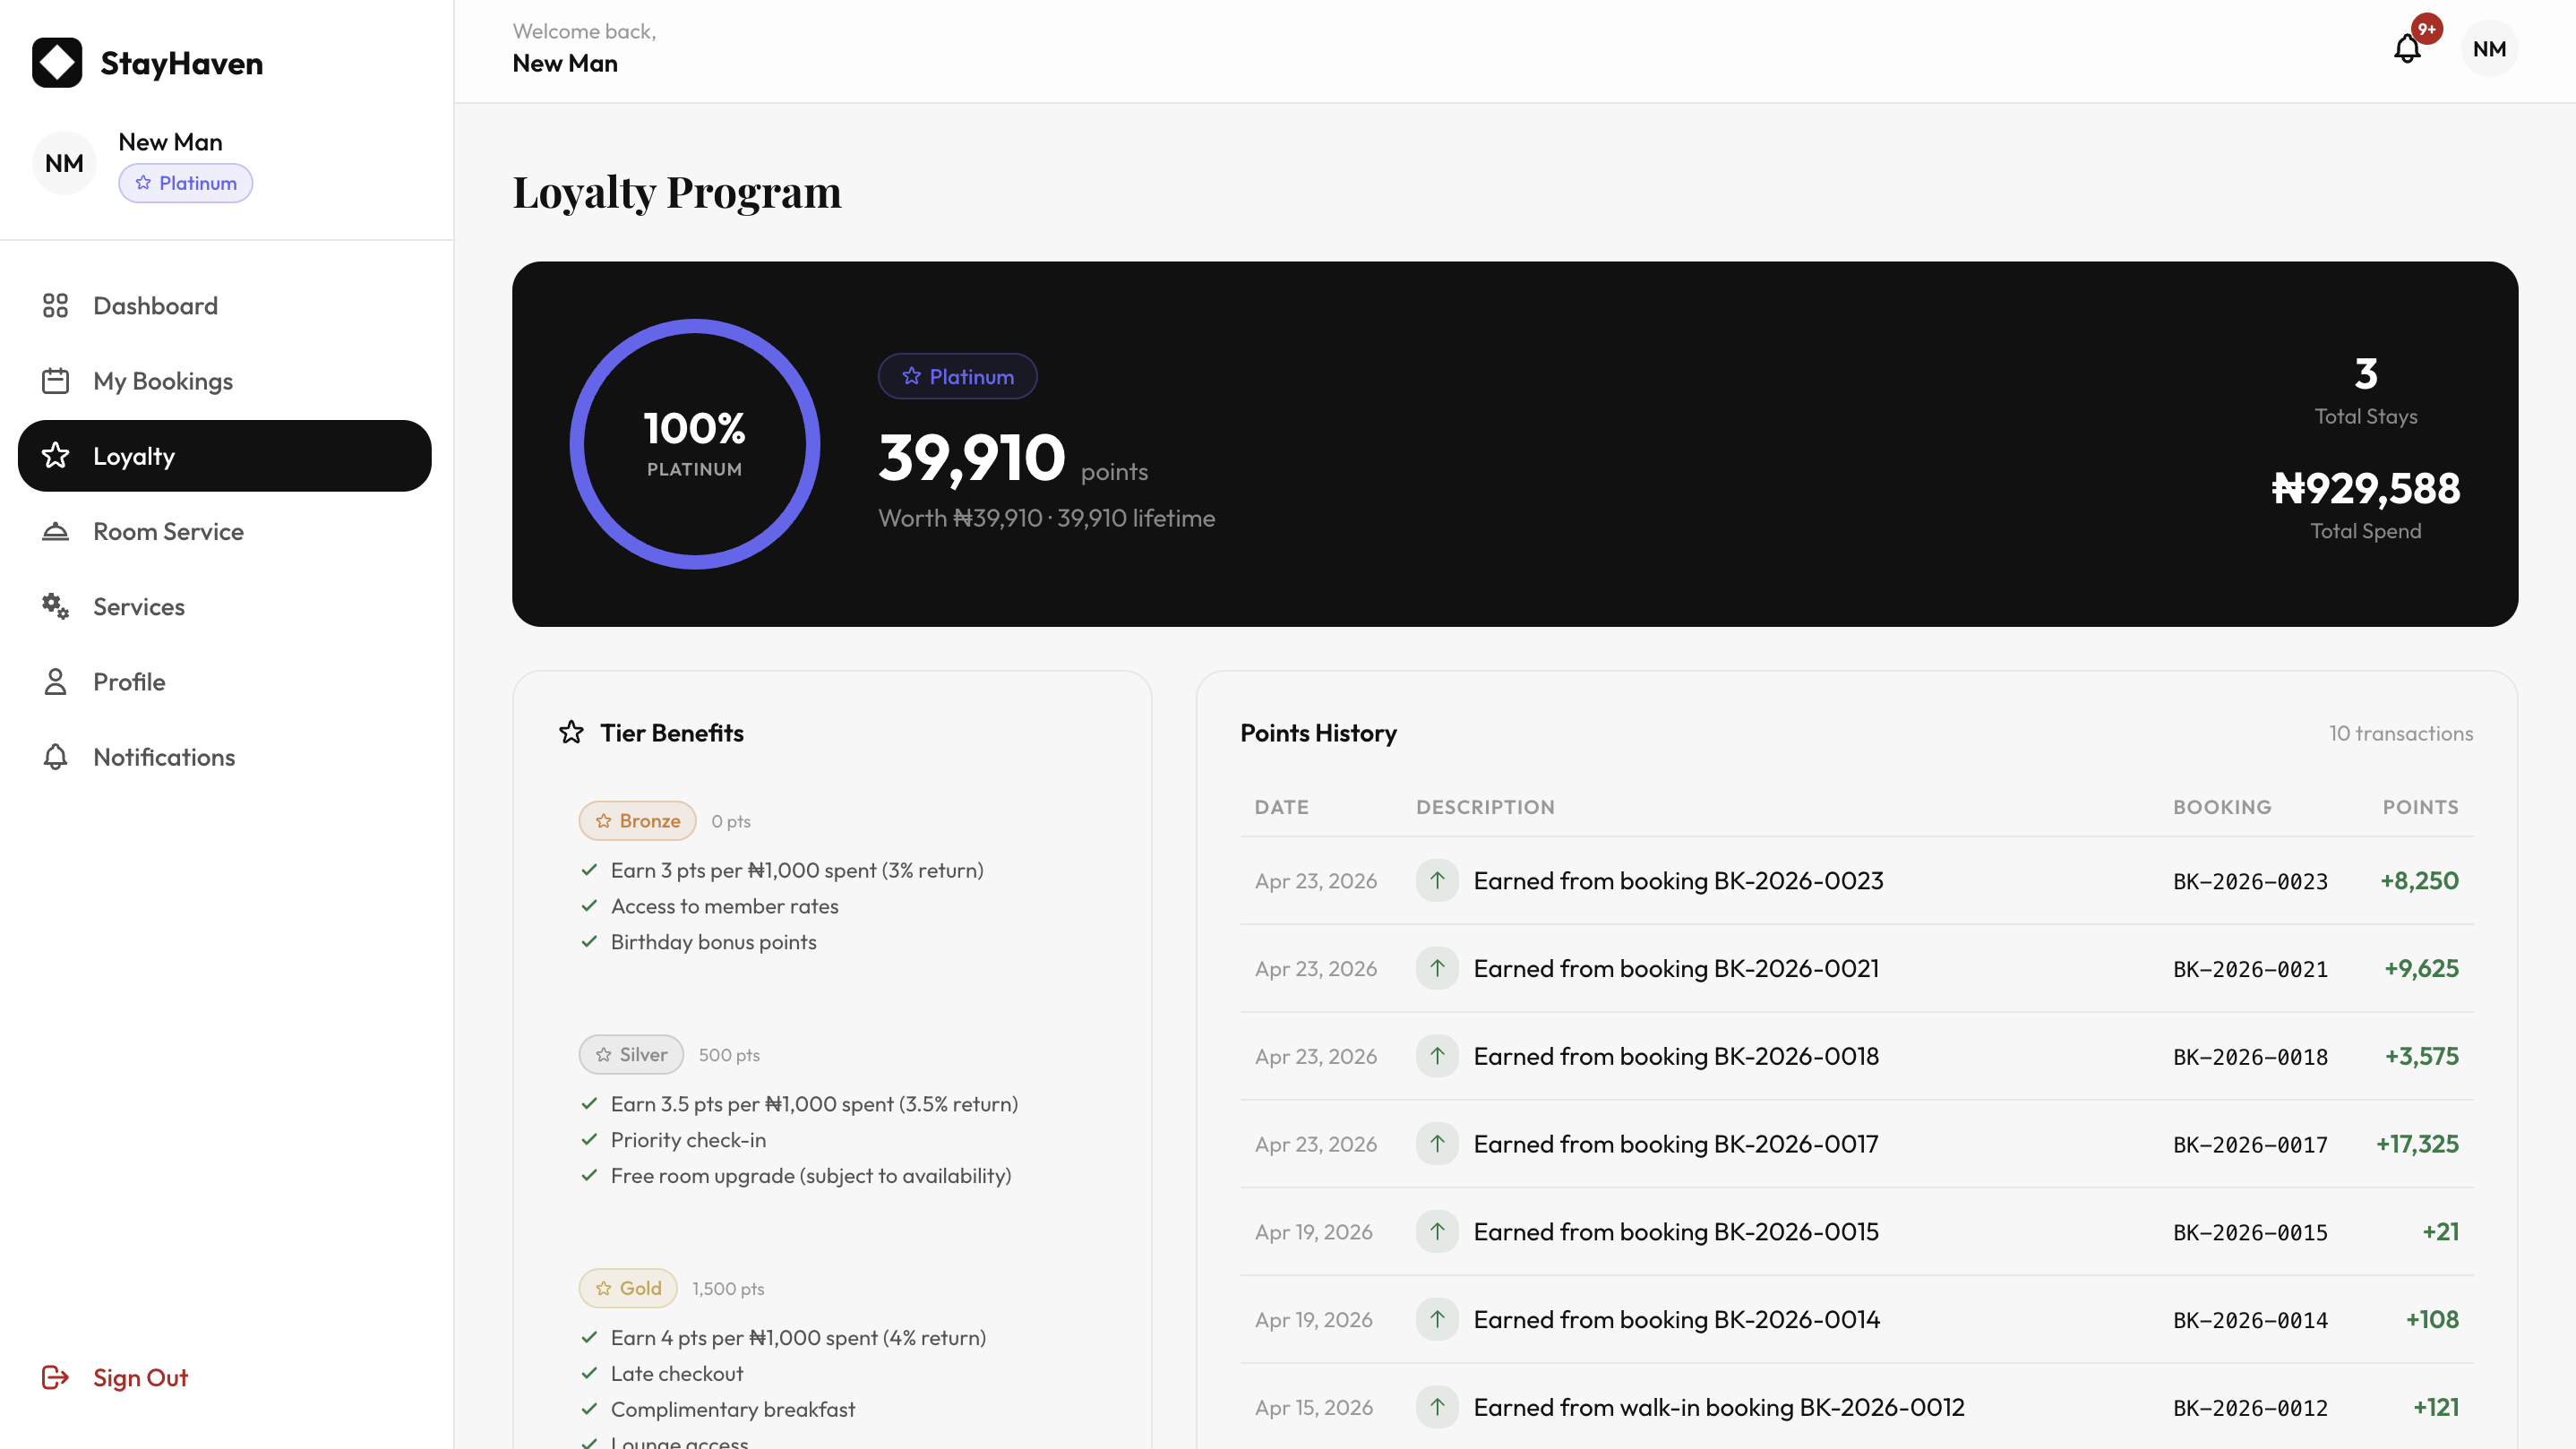 StayHaven
NM
New Man
Platinum
Dashboard
My Bookings
Loyalty
Room Service
Services
Profile
Notifications
Sign Out
Welcome back,
New Man
9+
NM
Loyalty Program
100%
PLATINUM
Platinum
39,910 points
Worth ₦39,910 · 39,910 lifetime
3
Total Stays
₦929,588
Total Spend
Tier Benefits
Bronze 0 pts
Earn 3 pts per ₦1,000 spent (3% return)
Access to member rates
Birthday bonus points
Silver 500 pts
Earn 3.5 pts per ₦1,000 spent (3.5% return)
Priority check-in
Free room upgrade (subject to availability)
Gold 1,500 pts
Earn 4 pts per ₦1,000 spent (4% return)
Late checkout
Complimentary breakfast
Lounge access
Points History 10 transactions
DATE DESCRIPTION BOOKING POINTS
Apr 23, 2026 Earned from booking BK-2026-0023 BK-2026-0023 +8,250
Apr 23, 2026 Earned from booking BK-2026-0021 BK-2026-0021 +9,625
Apr 23, 2026 Earned from booking BK-2026-0018 BK-2026-0018 +3,575
Apr 23, 2026 Earned from booking BK-2026-0017 BK-2026-0017 +17,325
Apr 19, 2026 Earned from booking BK-2026-0015 BK-2026-0015 +21
Apr 19, 2026 Earned from booking BK-2026-0014 BK-2026-0014 +108
Apr 15, 2026 Earned from walk-in booking BK-2026-0012 BK-2026-0012 +121